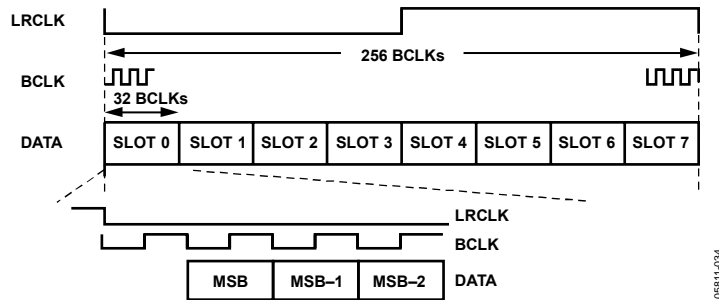 LRCLK
256 BCLKs
BCLK
32 BCLKs
DATA SLOT 0 SLOT 1 SLOT 2 SLOT 3 SLOT 4 SLOT 5 SLOT 6 SLOT 7
LRCLK
BCLK
MSB MSB–1 MSB–2 DATA
05811-034